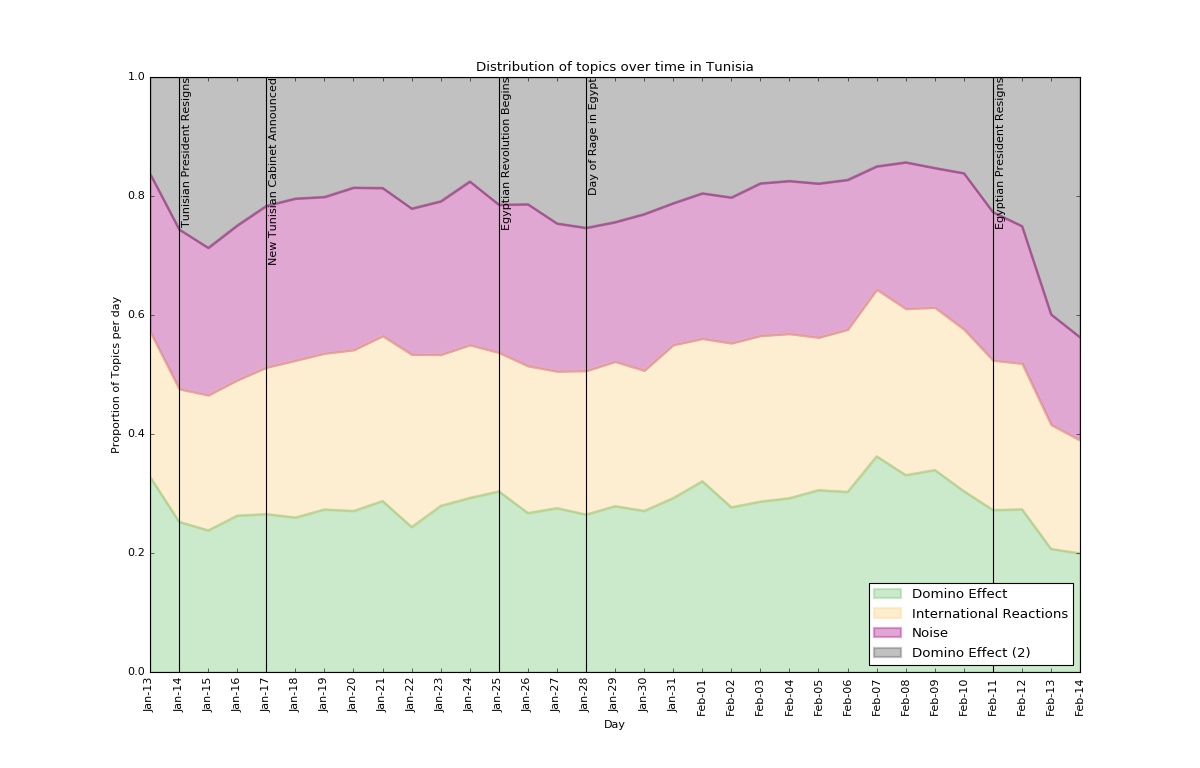 Distribution of topics over time in Tunisia
Proportion of Topics per day
1.0
0.8
0.6
0.4
0.2
0.0
Tunisian President Resigns
New Tunisian Cabinet Announced
Egyptian Revolution Begins
Day of Rage in Egypt
Egyptian President Resigns
Domino Effect
International Reactions
Noise
Domino Effect (2)
Jan-13
Jan-14
Jan-15
Jan-16
Jan-17
Jan-18
Jan-19
Jan-20
Jan-21
Jan-22
Jan-23
Jan-24
Jan-25
Jan-26
Jan-27
Jan-28
Jan-29
Jan-30
Jan-31
Feb-01
Feb-02
Feb-03
Feb-04
Feb-05
Feb-06
Feb-07
Feb-08
Feb-09
Feb-10
Feb-11
Feb-12
Feb-13
Feb-14
Day